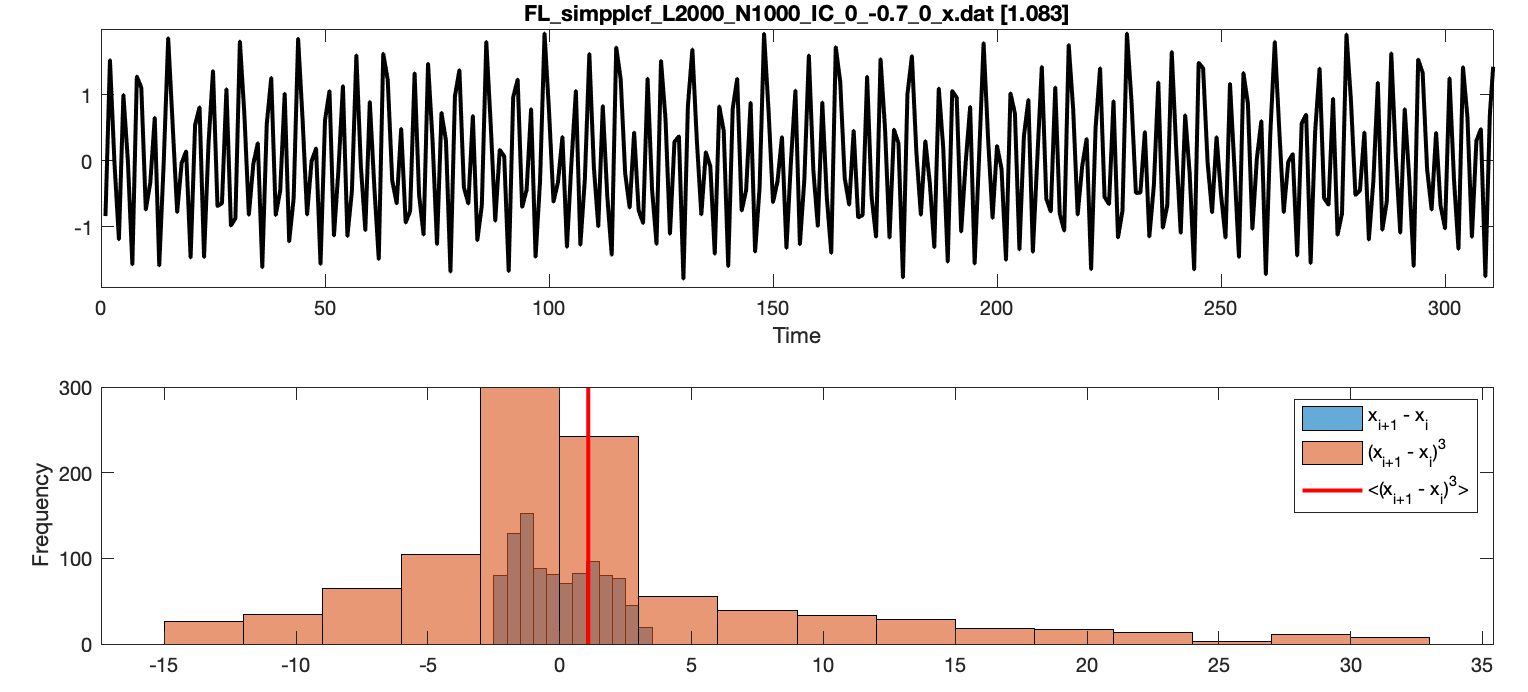 FL_simpplcf_L2000_N1000_IC_0_-0.7_0_x.dat [1.083]
1
0
-1
0 50 100 150 200 250 300
Time
300
200
100
0
Frequency
x_{i+1} - x_i
(x_{i+1} - x_i)^3
<(x_{i+1} - x_i)^3>
-15 -10 -5 0 5 10 15 20 25 30 35